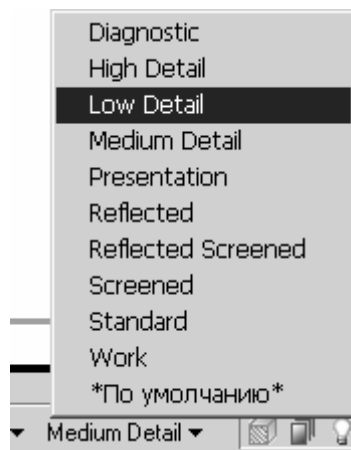 Diagnostic
High Detail
Low Detail
Medium Detail
Presentation
Reflected
Reflected Screened
Screened
Standard
Work
*По умолчанию*
Medium Detail